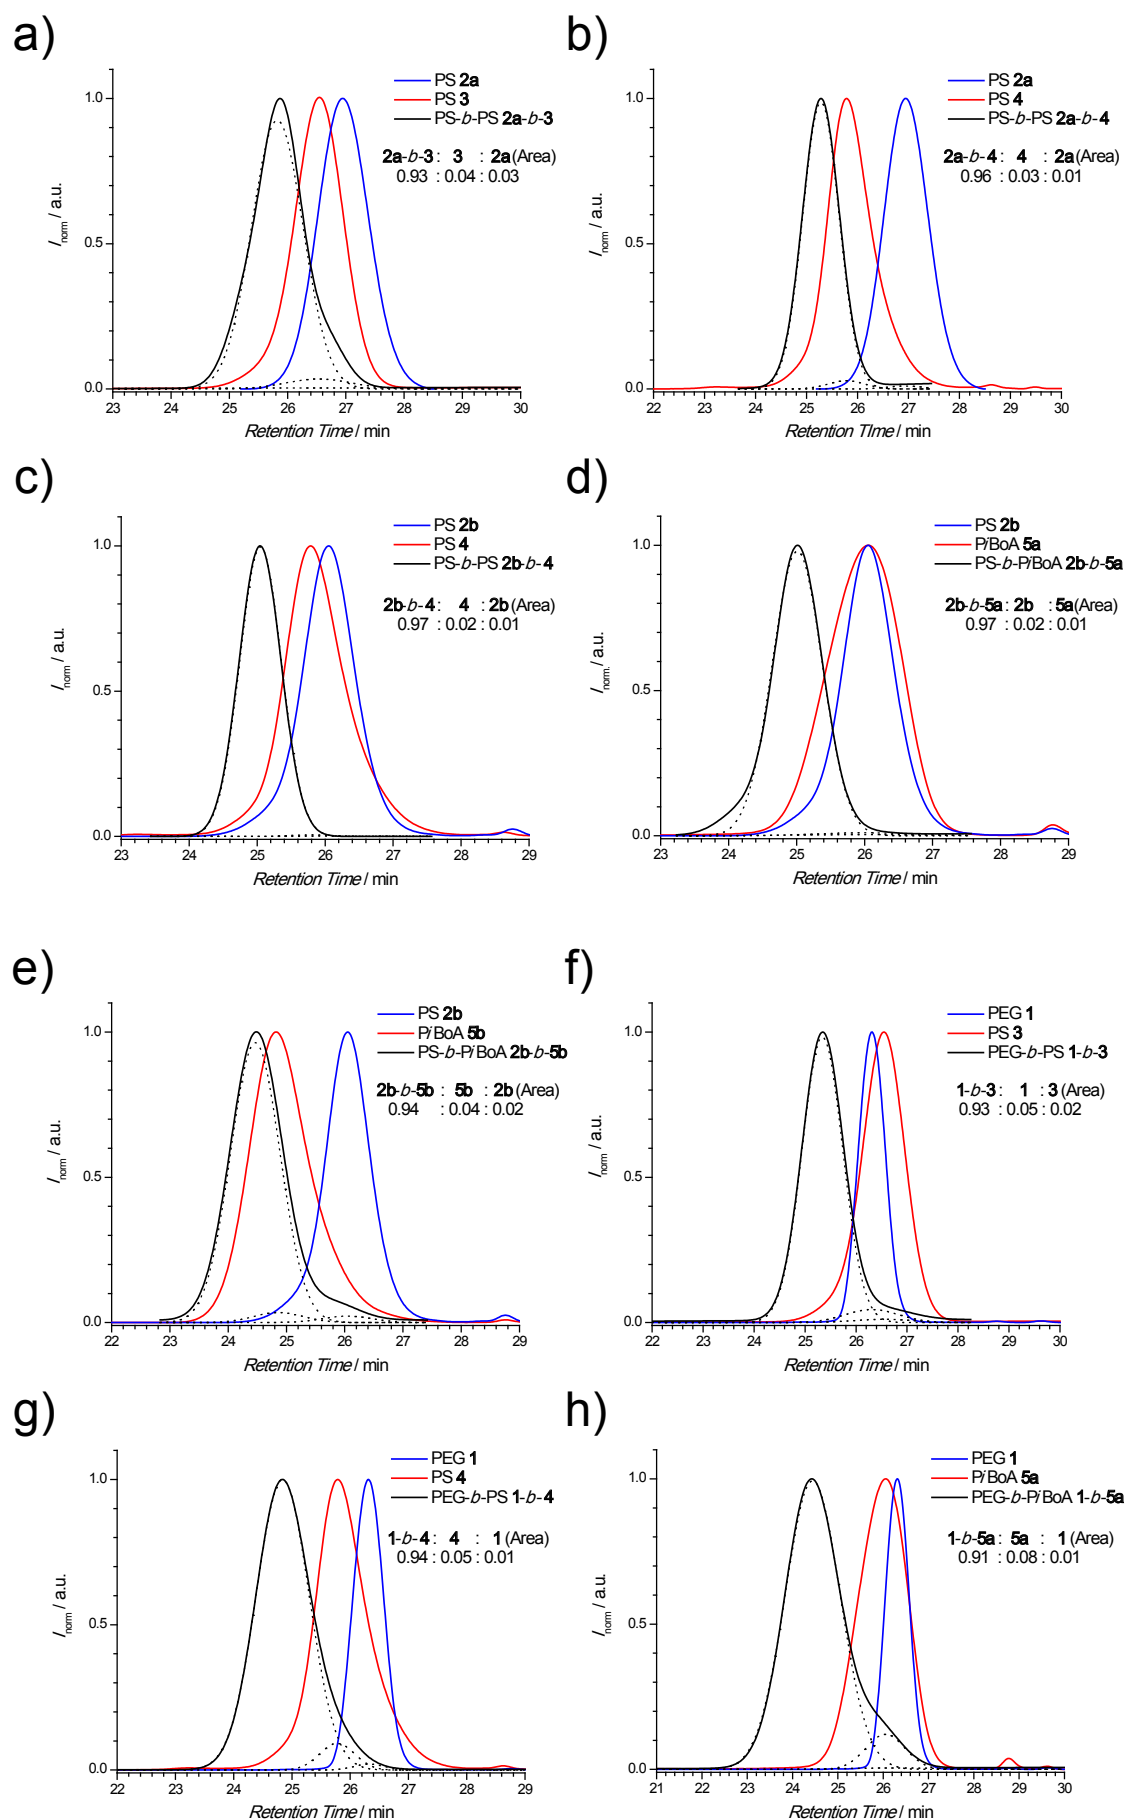 a)
PS 2a
PS 3
PS-b-PS 2a-b-3
2a-b-3 : 3 : 2a (Area)
0.93 : 0.04 : 0.03
1.0
0.5
0.0
I norm / a.u.
23 24 25 26 27 28 29 30
Retention Time / min
b)
PS 2a
PS 4
PS-b-PS 2a-b-4
2a-b-4 : 4 : 2a (Area)
0.96 : 0.03 : 0.01
1.0
0.5
0.0
I norm / a.u.
22 23 24 25 26 27 28 29 30
Retention TIme / min
c)
PS 2b
PS 4
PS-b-PS 2b-b-4
2b-b-4 : 4 : 2b (Area)
0.97 : 0.02 : 0.01
1.0
0.5
0.0
I norm / a.u.
23 24 25 26 27 28 29
Retention Time / min
d)
PS 2b
PiBoA 5a
PS-b-PiBoA 2b-b-5a
2b-b-5a : 2b : 5a (Area)
0.97 : 0.02 : 0.01
1.0
0.5
0.0
I norm. / a.u.
23 24 25 26 27 28 29
Retention Time / min
e)
PS 2b
PiBoA 5b
PS-b-PiBoA 2b-b-5b
2b-b-5b : 5b : 2b (Area)
0.94 : 0.04 : 0.02
1.0
0.5
0.0
I norm / a.u.
22 23 24 25 26 27 28 29
Retention Time / min
f)
PEG 1
PS 3
PEG-b-PS 1-b-3
1-b-3 : 1 : 3 (Area)
0.93 : 0.05 : 0.02
1.0
0.5
0.0
I norm / a.u.
22 23 24 25 26 27 28 29 30
Retention Time / min
g)
PEG 1
PS 4
PEG-b-PS 1-b-4
1-b-4 : 4 : 1 (Area)
0.94 : 0.05 : 0.01
1.0
0.5
0.0
I norm / a.u.
22 23 24 25 26 27 28 29
Retention Time / min
h)
PEG 1
PiBoA 5a
PEG-b-PiBoA 1-b-5a
1-b-5a : 5a : 1 (Area)
0.91 : 0.08 : 0.01
1.0
0.5
0.0
I norm / a.u.
21 22 23 24 25 26 27 28 29 30
Retention Time / min